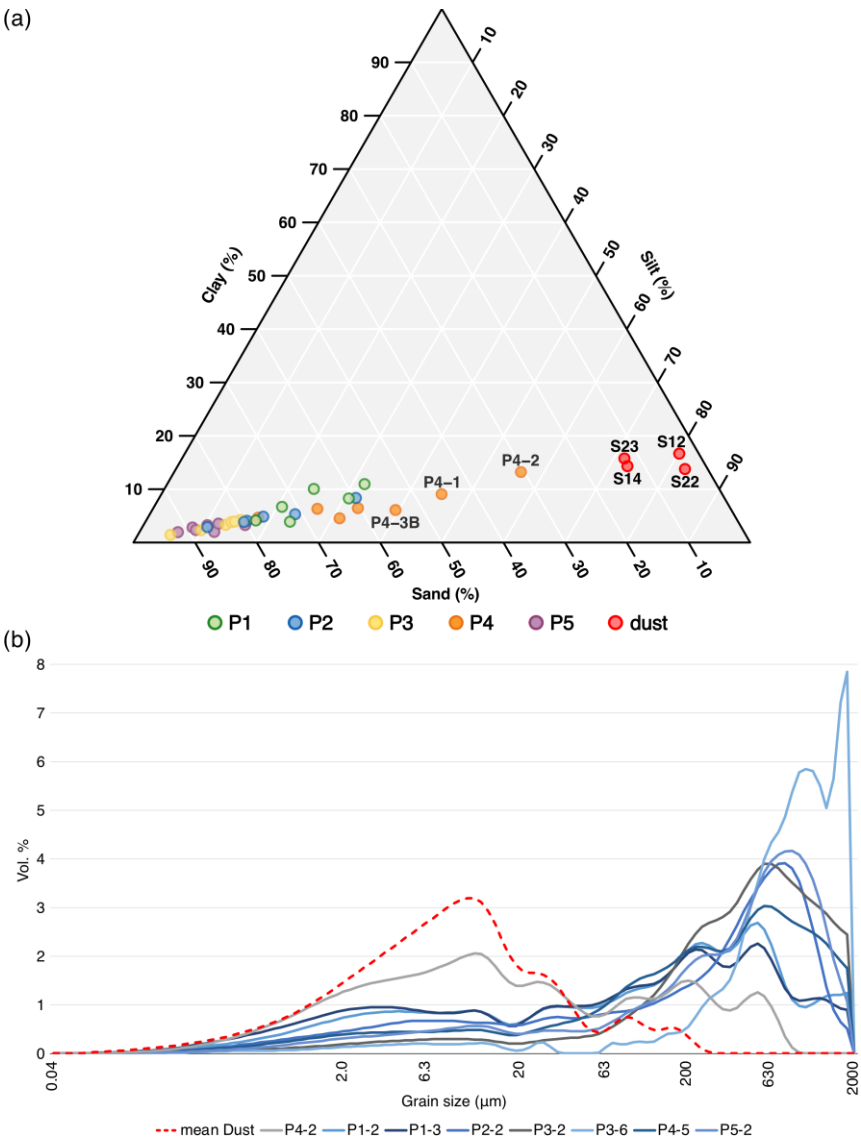 (a)
90
80
70
60
50
40
30
20
10
Clay (%)
10
20
30
40
50
60
70
80
90
Silt (%)
S23
S12
S14
S22
P4–2
P4–1
P4–3B
90
80
70
60
50
40
30
20
10
Sand (%)
P1 P2 P3 P4 P5 dust
(b)
8
7
6
5
4
3
2
1
0
Vol. %
0.04 2.0 6.3 20 63 200 630 2000
Grain size (µm)
mean Dust P4-2 P1-2 P1-3 P2-2 P3-2 P3-6 P4-5 P5-2